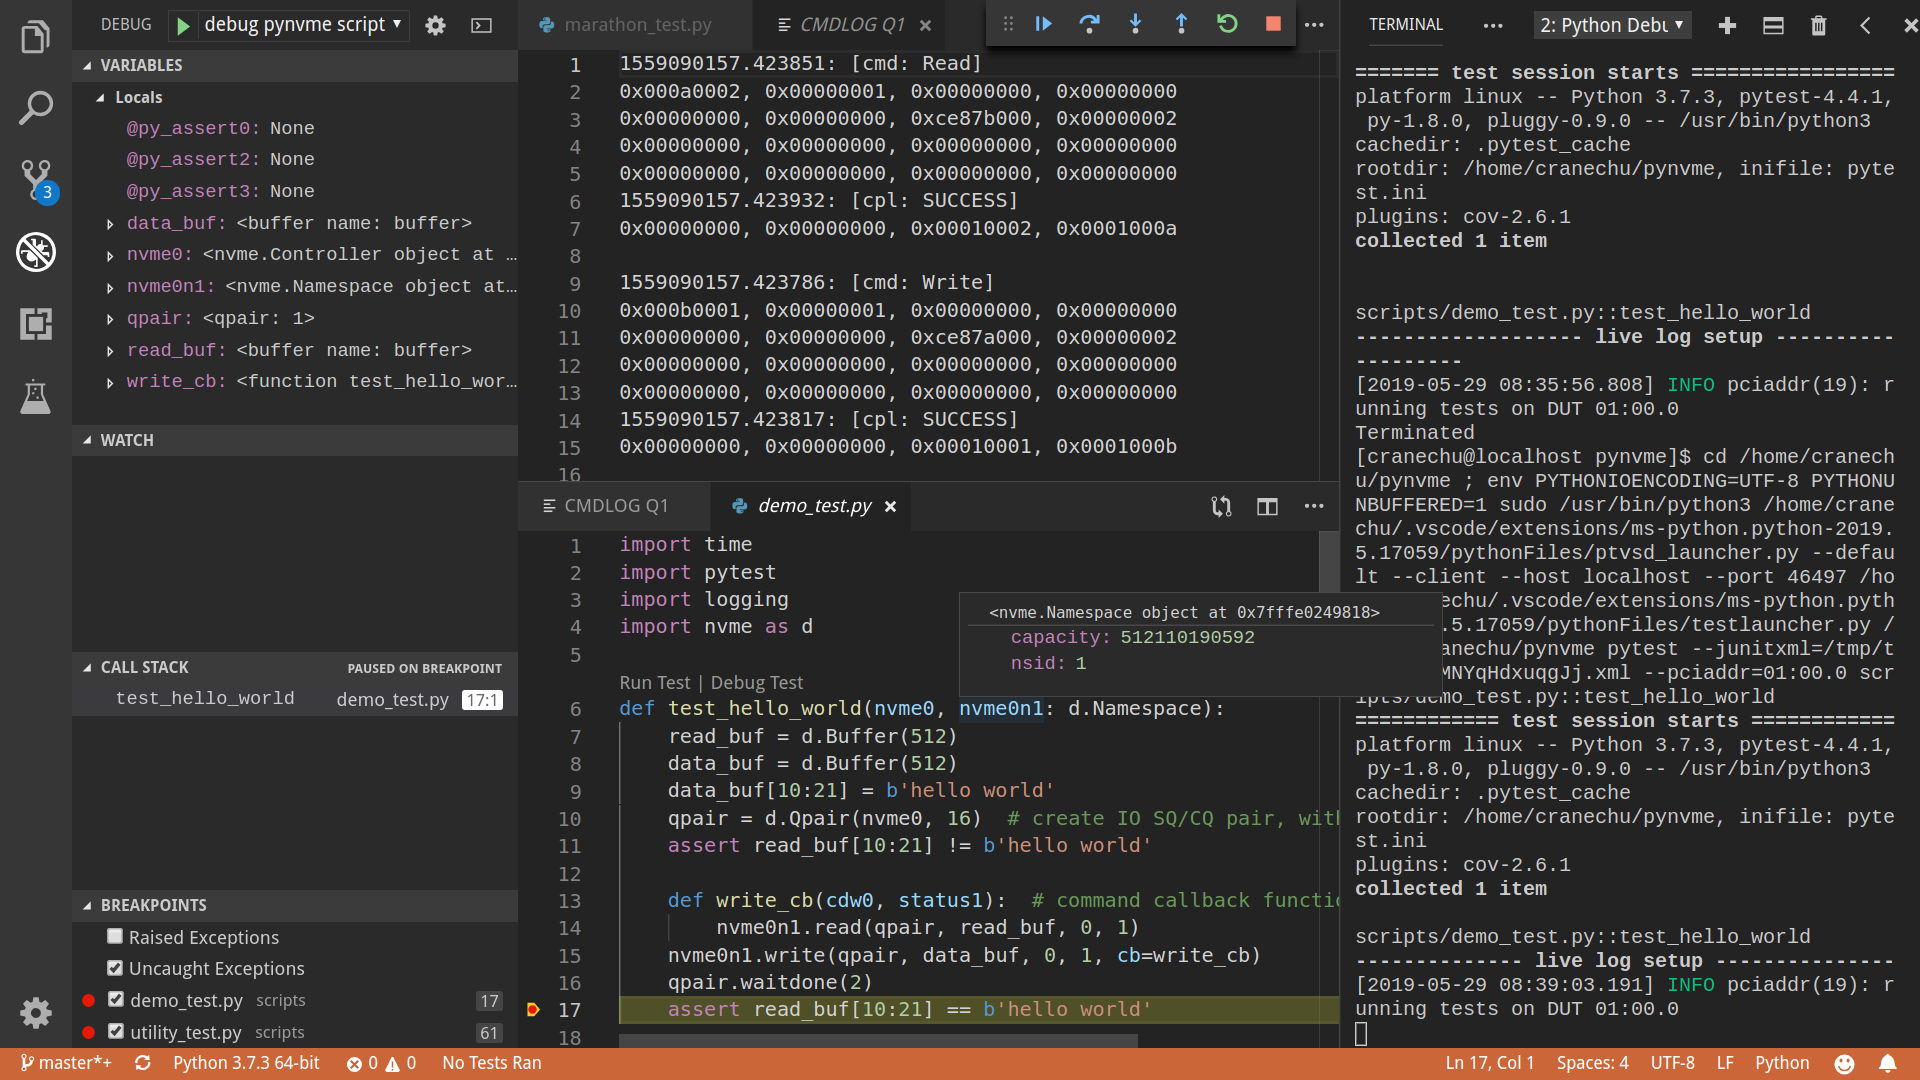 DEBUG
debug pynvme script
VARIABLES
Locals
@py_assert0: None
@py_assert2: None
@py_assert3: None
data_buf: <buffer name: buffer>
nvme0: <nvme.Controller object at …
nvme0n1: <nvme.Namespace object at…
qpair: <qpair: 1>
read_buf: <buffer name: buffer>
write_cb: <function test_hello_wor…
WATCH
CALL STACK
PAUSED ON BREAKPOINT
test_hello_world
demo_test.py
17:1
BREAKPOINTS
Raised Exceptions
Uncaught Exceptions
demo_test.py scripts 17
utility_test.py scripts 61
3
marathon_test.py
CMDLOG Q1
1 1559090157.423851: [cmd: Read]
2 0x000a0002, 0x00000001, 0x00000000, 0x00000000
3 0x00000000, 0x00000000, 0xce87b000, 0x00000002
4 0x00000000, 0x00000000, 0x00000000, 0x00000000
5 0x00000000, 0x00000000, 0x00000000, 0x00000000
6 1559090157.423932: [cpl: SUCCESS]
7 0x00000000, 0x00000000, 0x00010002, 0x0001000a
8
9 1559090157.423786: [cmd: Write]
10 0x000b0001, 0x00000001, 0x00000000, 0x00000000
11 0x00000000, 0x00000000, 0xce87a000, 0x00000002
12 0x00000000, 0x00000000, 0x00000000, 0x00000000
13 0x00000000, 0x00000000, 0x00000000, 0x00000000
14 1559090157.423817: [cpl: SUCCESS]
15 0x00000000, 0x00000000, 0x00010001, 0x0001000b
16
CMDLOG Q1
demo_test.py
1 import time
2 import pytest
3 import logging
4 import nvme as d
5
Run Test | Debug Test
6 def test_hello_world(nvme0, nvme0n1: d.Namespace):
7 read_buf = d.Buffer(512)
8 data_buf = d.Buffer(512)
9 data_buf[10:21] = b'hello world'
10 qpair = d.Qpair(nvme0, 16)  # create IO SQ/CQ pair, with
11 assert read_buf[10:21] != b'hello world'
12
13 def write_cb(cdw0, status1):  # command callback functio
14 nvme0n1.read(qpair, read_buf, 0, 1)
15 nvme0n1.write(qpair, data_buf, 0, 1, cb=write_cb)
16 qpair.waitdone(2)
17 assert read_buf[10:21] == b'hello world'
18
<nvme.Namespace object at 0x7fffe0249818>
capacity: 512110190592
nsid: 1
TERMINAL
2: Python Debu
======= test session starts =================
platform linux -- Python 3.7.3, pytest-4.4.1,
py-1.8.0, pluggy-0.9.0 -- /usr/bin/python3
cachedir: .pytest_cache
rootdir: /home/cranechu/pynvme, inifile: pyte
st.ini
plugins: cov-2.6.1
collected 1 item
scripts/demo_test.py::test_hello_world
------------------- live log setup ----------
---------
[2019-05-29 08:35:56.808] INFO pciaddr(19): r
unning tests on DUT 01:00.0
Terminated
[cranechu@localhost pynvme]$ cd /home/cranech
u/pynvme ; env PYTHONIOENCODING=UTF-8 PYTHONU
NBUFFERED=1 sudo /usr/bin/python3 /home/crane
chu/.vscode/extensions/ms-python.python-2019.
5.17059/pythonFiles/ptvsd_launcher.py --defau
lt --client --host localhost --port 46497 /ho
echu/.vscode/extensions/ms-python.pyth
.5.17059/pythonFiles/testlauncher.py /
anechu/pynvme pytest --junitxml=/tmp/t
MNYqHdxuqgJj.xml --pciaddr=01:00.0 scr
ipts/demo_test.py::test_hello_world
============ test session starts ============
platform linux -- Python 3.7.3, pytest-4.4.1,
py-1.8.0, pluggy-0.9.0 -- /usr/bin/python3
cachedir: .pytest_cache
rootdir: /home/cranechu/pynvme, inifile: pyte
st.ini
plugins: cov-2.6.1
collected 1 item
scripts/demo_test.py::test_hello_world
-------------- live log setup ---------------
[2019-05-29 08:39:03.191] INFO pciaddr(19): r
unning tests on DUT 01:00.0
master*+
Python 3.7.3 64-bit
0
0
No Tests Ran
Ln 17, Col 1
Spaces: 4
UTF-8
LF
Python